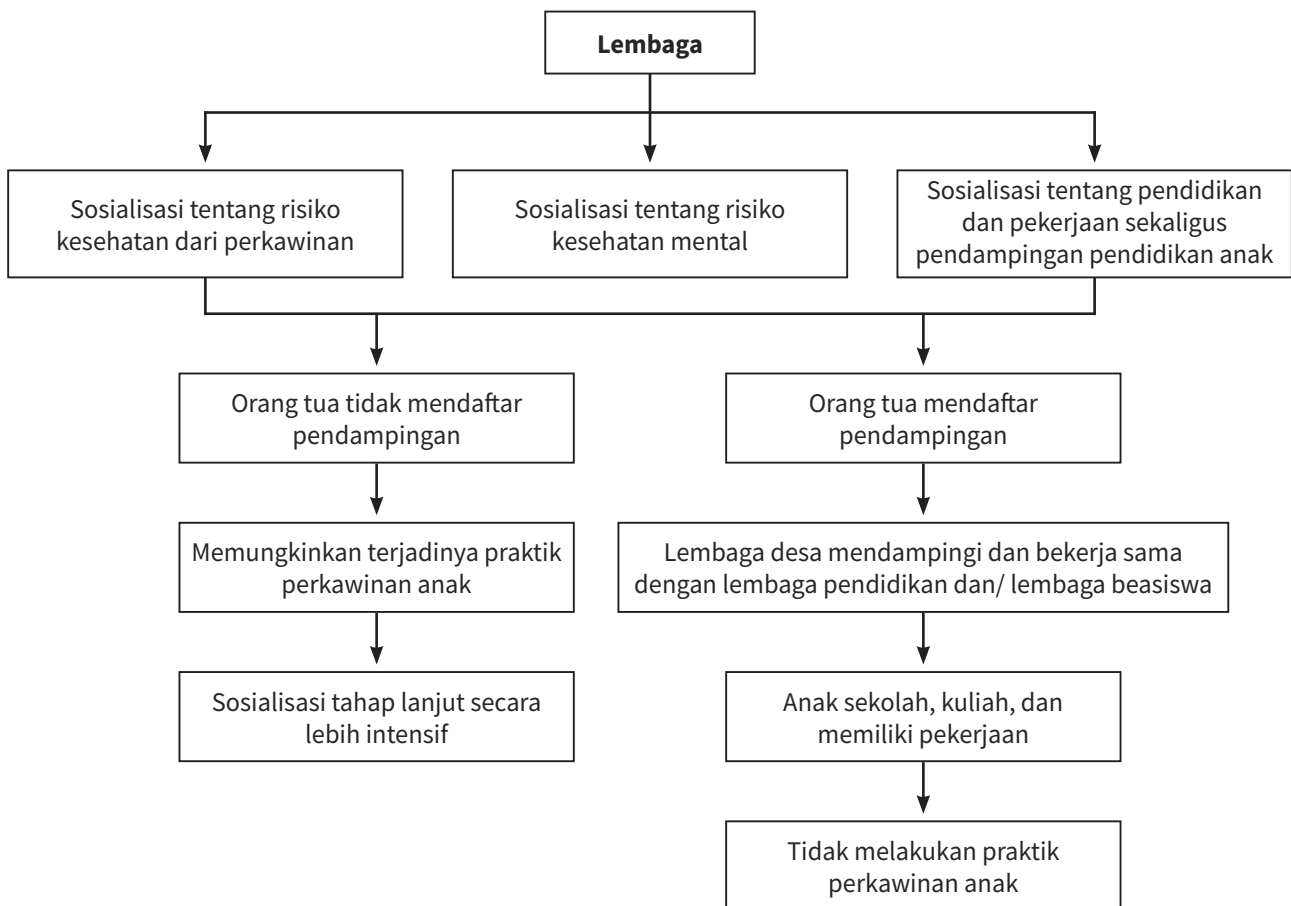 Lembaga
Sosialisasi tentang risiko
kesehatan dari perkawinan
Sosialisasi tentang risiko
kesehatan mental
Sosialisasi tentang pendidikan
dan pekerjaan sekaligus
pendampingan pendidikan anak
Orang tua tidak mendaftar
pendampingan
Orang tua mendaftar
pendampingan
Memungkinkan terjadinya praktik
perkawinan anak
Lembaga desa mendampingi dan bekerja sama
dengan lembaga pendidikan dan/ lembaga beasiswa
Sosialisasi tahap lanjut secara
lebih intensif
Anak sekolah, kuliah, dan
memiliki pekerjaan
Tidak melakukan praktik
perkawinan anak